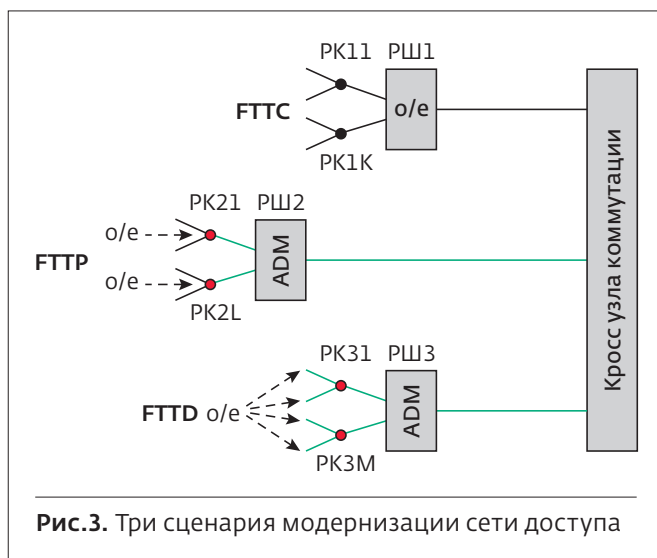 РК11 РШ1
FTTC
о/е
РК1К
РК21 РШ2
о/е
FTTP
ADM
о/е
РК2L
РК31 РШ3
FTTD о/е
ADM
РК3М
Кросс узла коммутации
Рис.3. Три сценария модернизации сети доступа